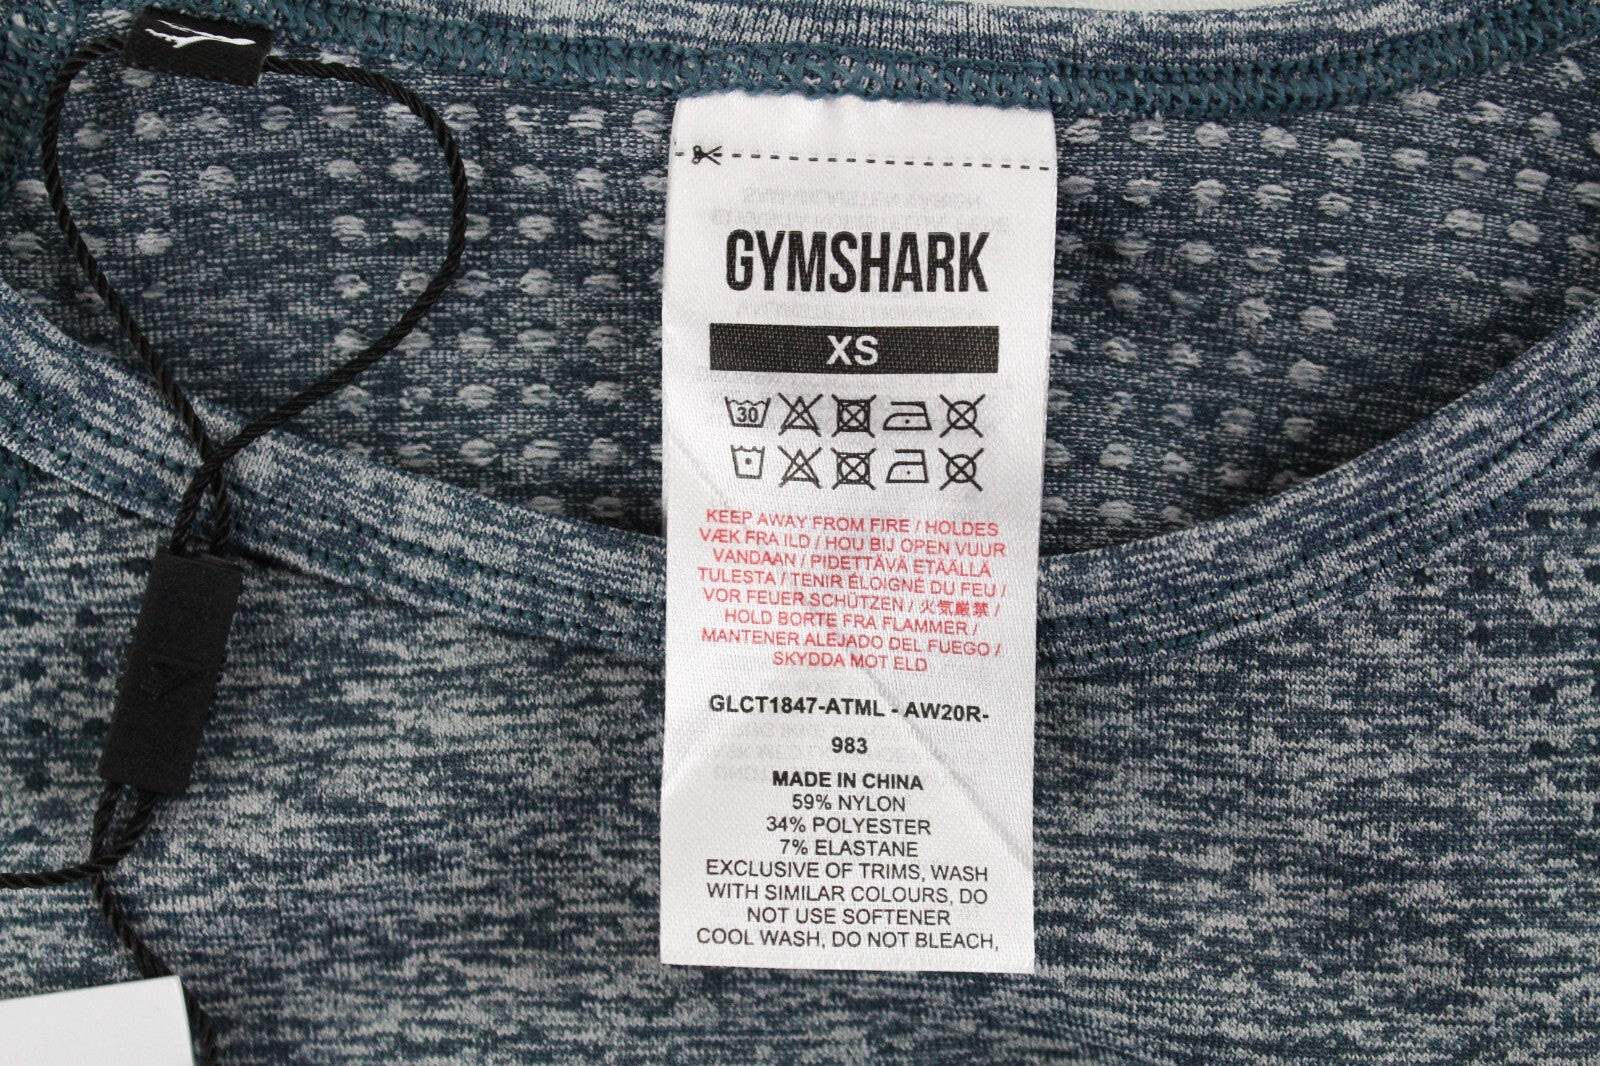 GYMSHARK
XS
30
KEEP AWAY FROM FIRE / HOLDES
VÆK FRA ILD / HOU BIJ OPEN VUUR
VANDAAN / PIDETTÄVÄ ETÄÄLLÄ
TULESTA / TENIR ÉLOIGNÉ DU FEU /
VOR FEUER SCHÜTZEN / 火気厳禁 /
HOLD BORTE FRA FLAMMER /
MANTENER ALEJADO DEL FUEGO /
SKYDDA MOT ELD
GLCT1847-ATML - AW20R-
983
MADE IN CHINA
59% NYLON
34% POLYESTER
7% ELASTANE
EXCLUSIVE OF TRIMS, WASH
WITH SIMILAR COLOURS, DO
NOT USE SOFTENER
COOL WASH, DO NOT BLEACH,